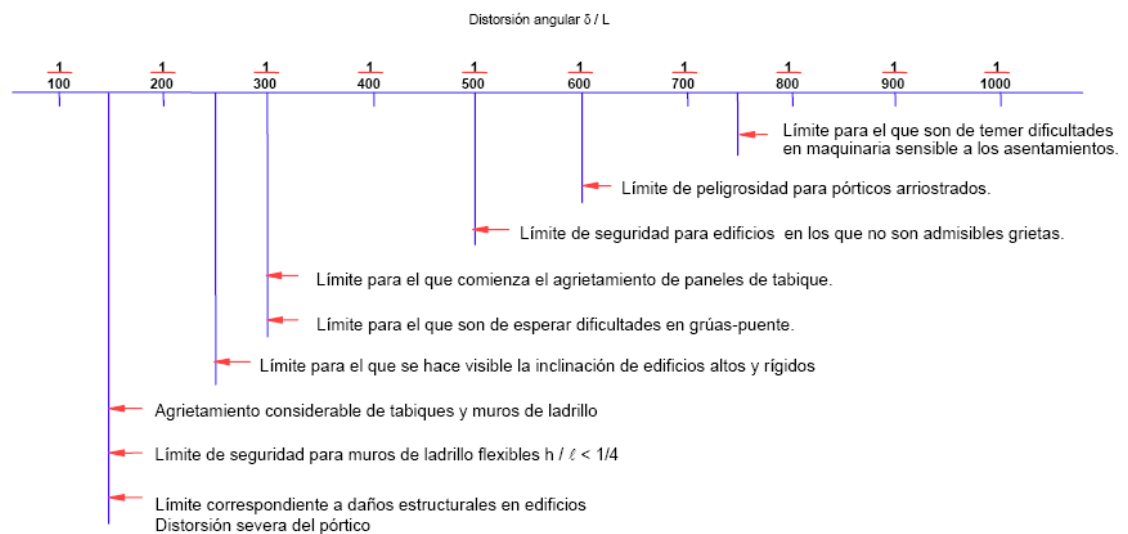 Distorsión angular δ / L
1 1 1 1 1 1 1 1 1 1
100 200 300 400 500 600 700 800 900 1000
Límite para el que son de temer dificultades
en maquinaria sensible a los asentamientos.
Límite de peligrosidad para pórticos arriostrados.
Límite de seguridad para edificios en los que no son admisibles grietas.
Límite para el que comienza el agrietamiento de paneles de tabique.
Límite para el que son de esperar dificultades en grúas-puente.
Límite para el que se hace visible la inclinación de edificios altos y rígidos
Agrietamiento considerable de tabiques y muros de ladrillo
Límite de seguridad para muros de ladrillo flexibles h / ℓ < 1/4
Límite correspondiente a daños estructurales en edificios
Distorsión severa del pórtico